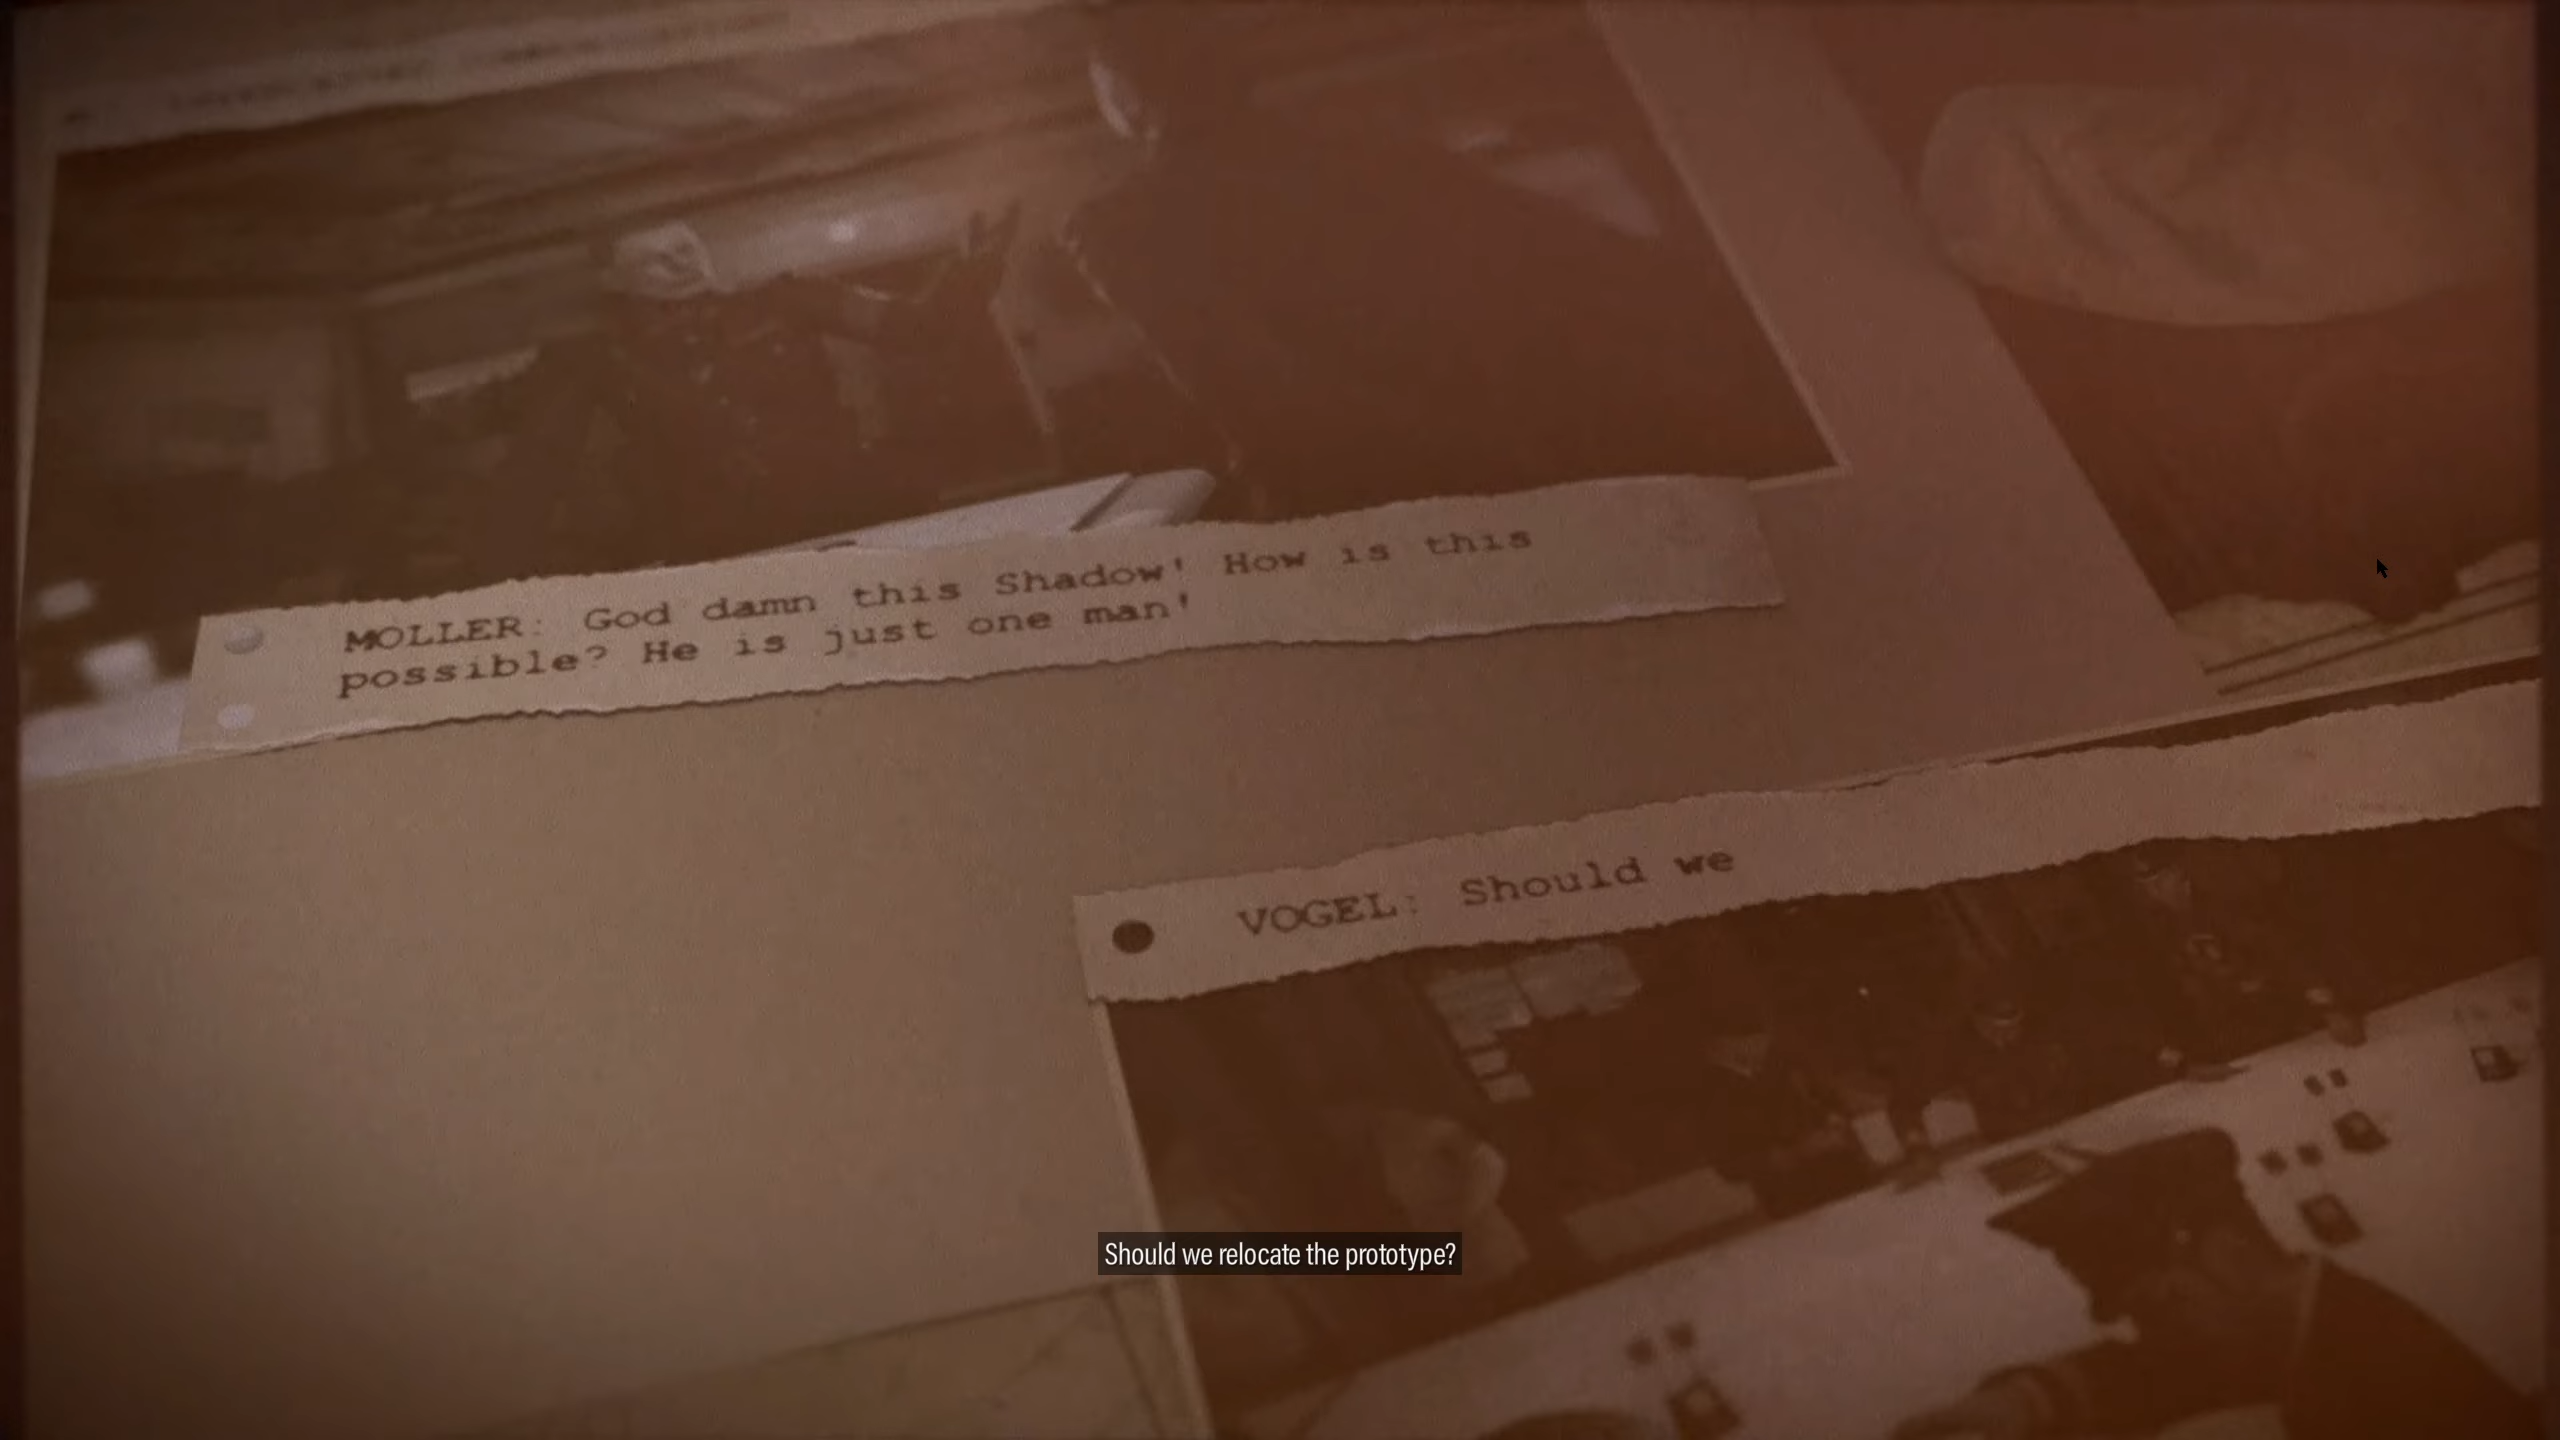 MOLLER: God damn this Shadow! How is this
possible? He is just one man!
VOGEL: Should we
Should we relocate the prototype?